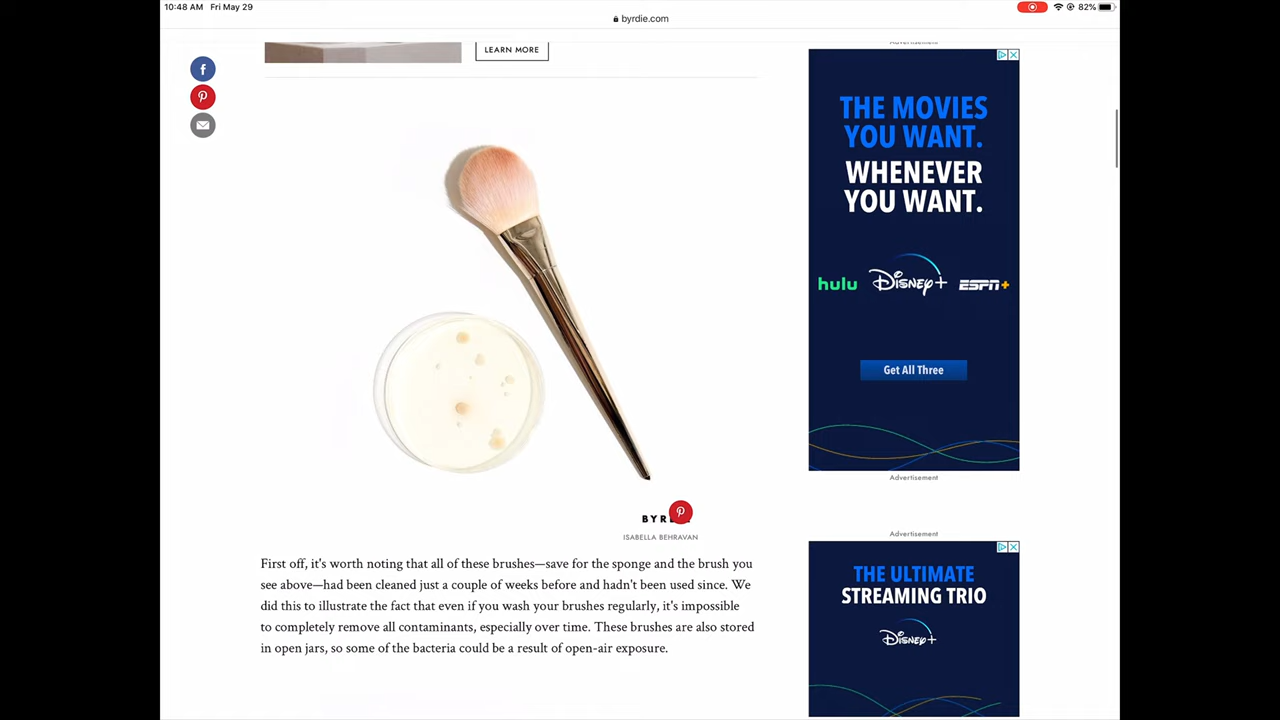 10:48 AM Fri May 29
82%
byrdie.com
LEARN MORE
THE MOVIES
YOU WANT.
WHENEVER
YOU WANT.
hulu Disney+ ESPN+
Get All Three
Advertisement
ISABELLA BEHRAVAN
First off, it's worth noting that all of these brushes—save for the sponge and the brush you
see above—had been cleaned just a couple of weeks before and hadn't been used since. We
did this to illustrate the fact that even if you wash your brushes regularly, it's impossible
to completely remove all contaminants, especially over time. These brushes are also stored
in open jars, so some of the bacteria could be a result of open-air exposure.
Advertisement
THE ULTIMATE
STREAMING TRIO
Disney+